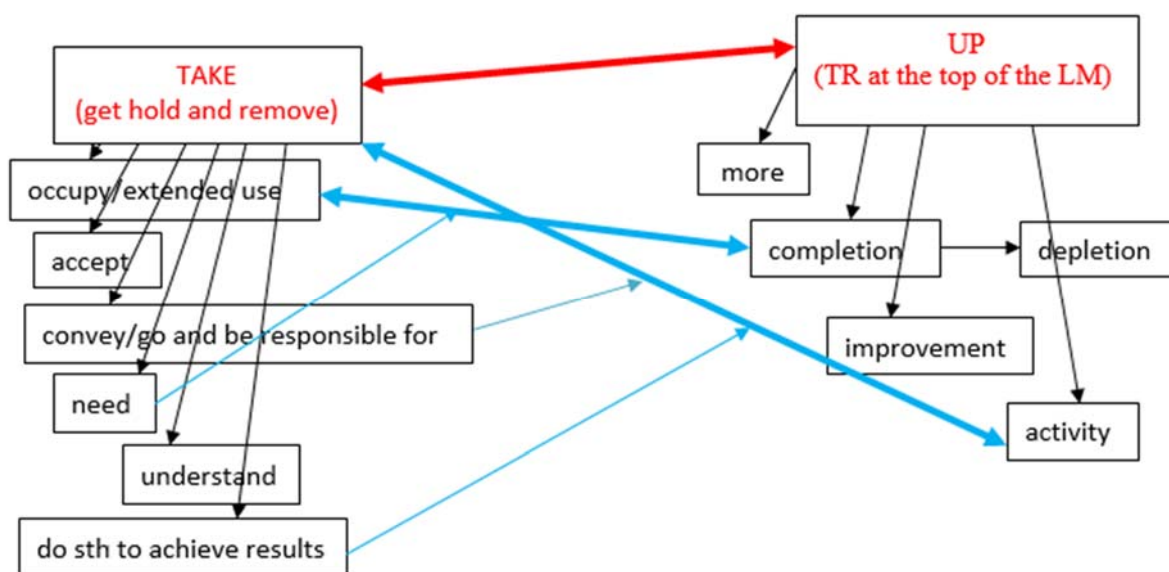 TAKE
(get hold and remove)
UP
(TR at the top of the LM)
more
occupy/extended use
accept
completion
depletion
convey/go and be responsible for
improvement
need
activity
understand
do sth to achieve results